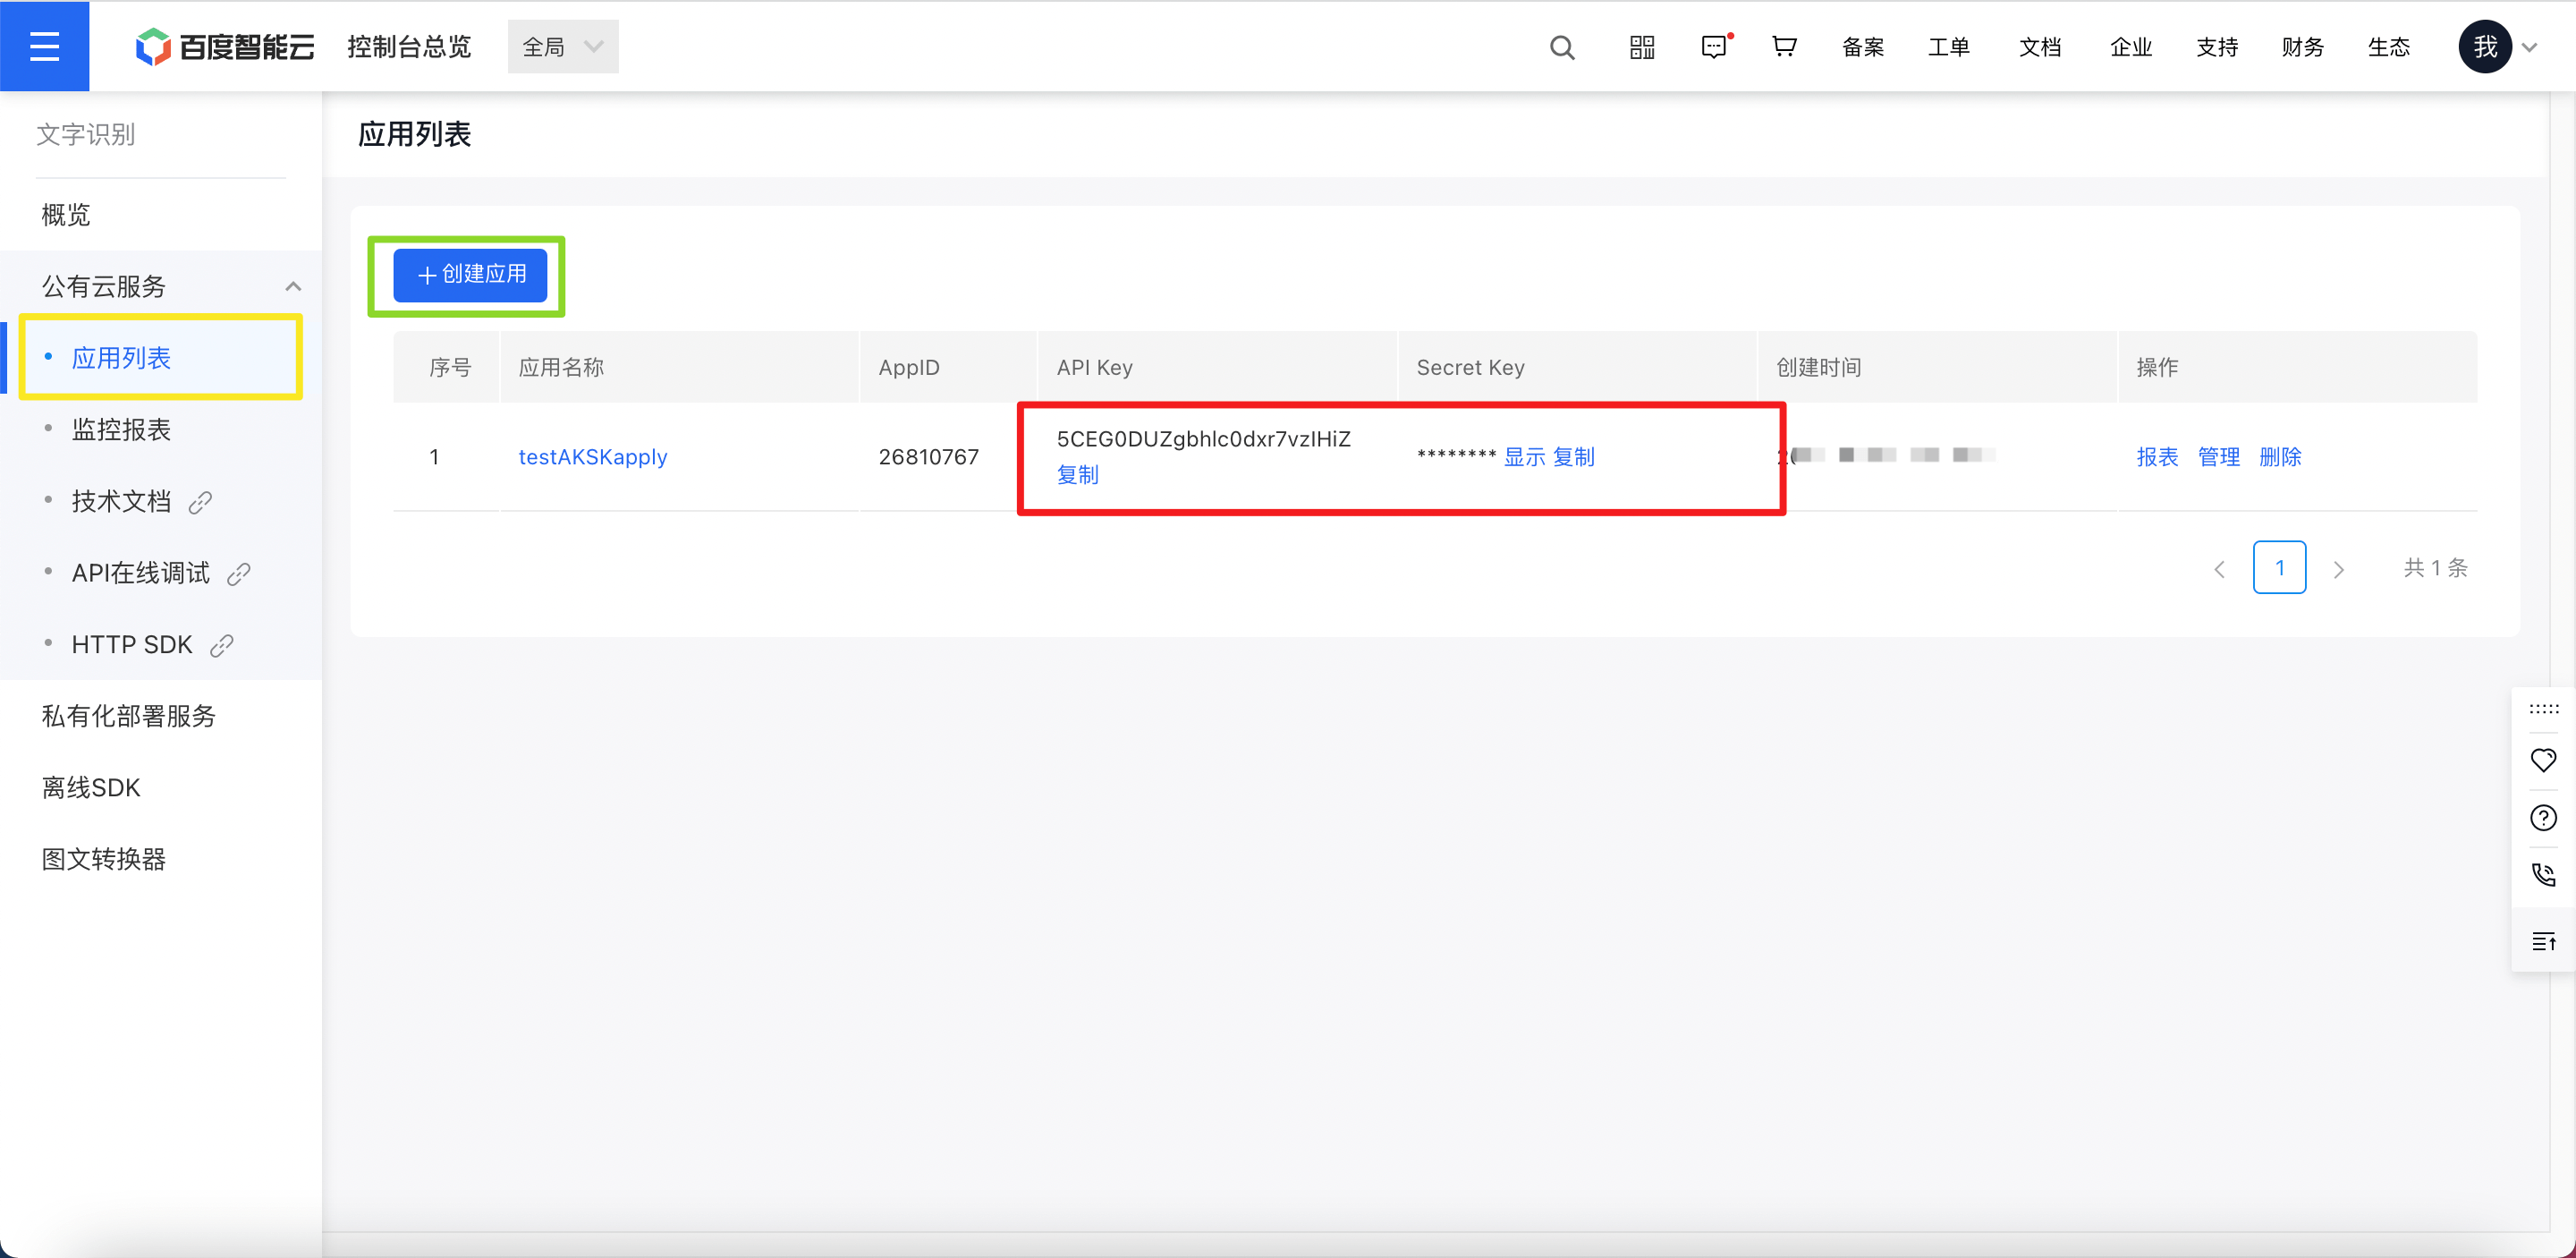 百度智能云 控制台总览 全局 备案 工单 文档 企业 支持 财务 生态 我
文字识别
概览
公有云服务
应用列表
监控报表
技术文档
API在线调试
HTTP SDK
私有化部署服务
离线SDK
图文转换器
应用列表
+创建应用
序号 应用名称 AppID API Key Secret Key 创建时间 操作
1 testAKSKapply 26810767 5CEG0DUZgbhlc0dxr7vzIHiZ ******** 显示 复制 报表 管理 删除
复制
1 共 1 条